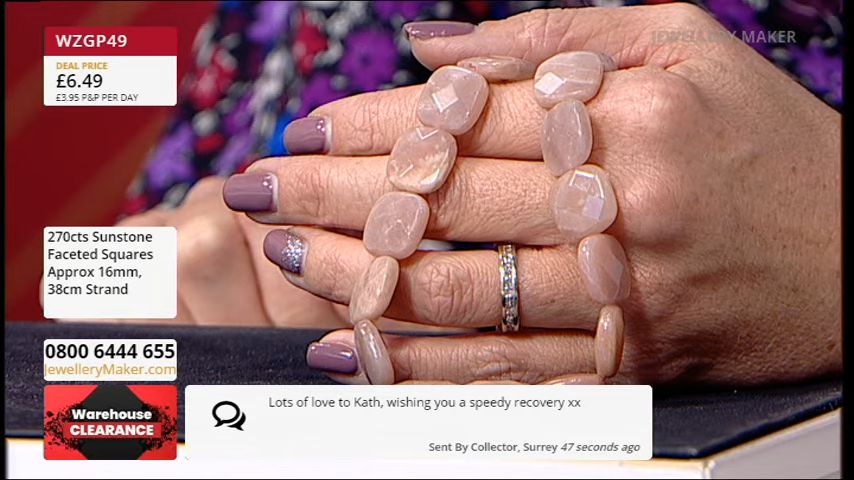 JEWELLERY MAKER
WZGP49
DEAL PRICE
£6.49
£3.95 P&P PER DAY
270cts Sunstone
Faceted Squares
Approx 16mm,
38cm Strand
0800 6444 655
JewelleryMaker.com
Warehouse
CLEARANCE
Lots of love to Kath, wishing you a speedy recovery xx
Sent By Collector, Surrey 47 seconds ago